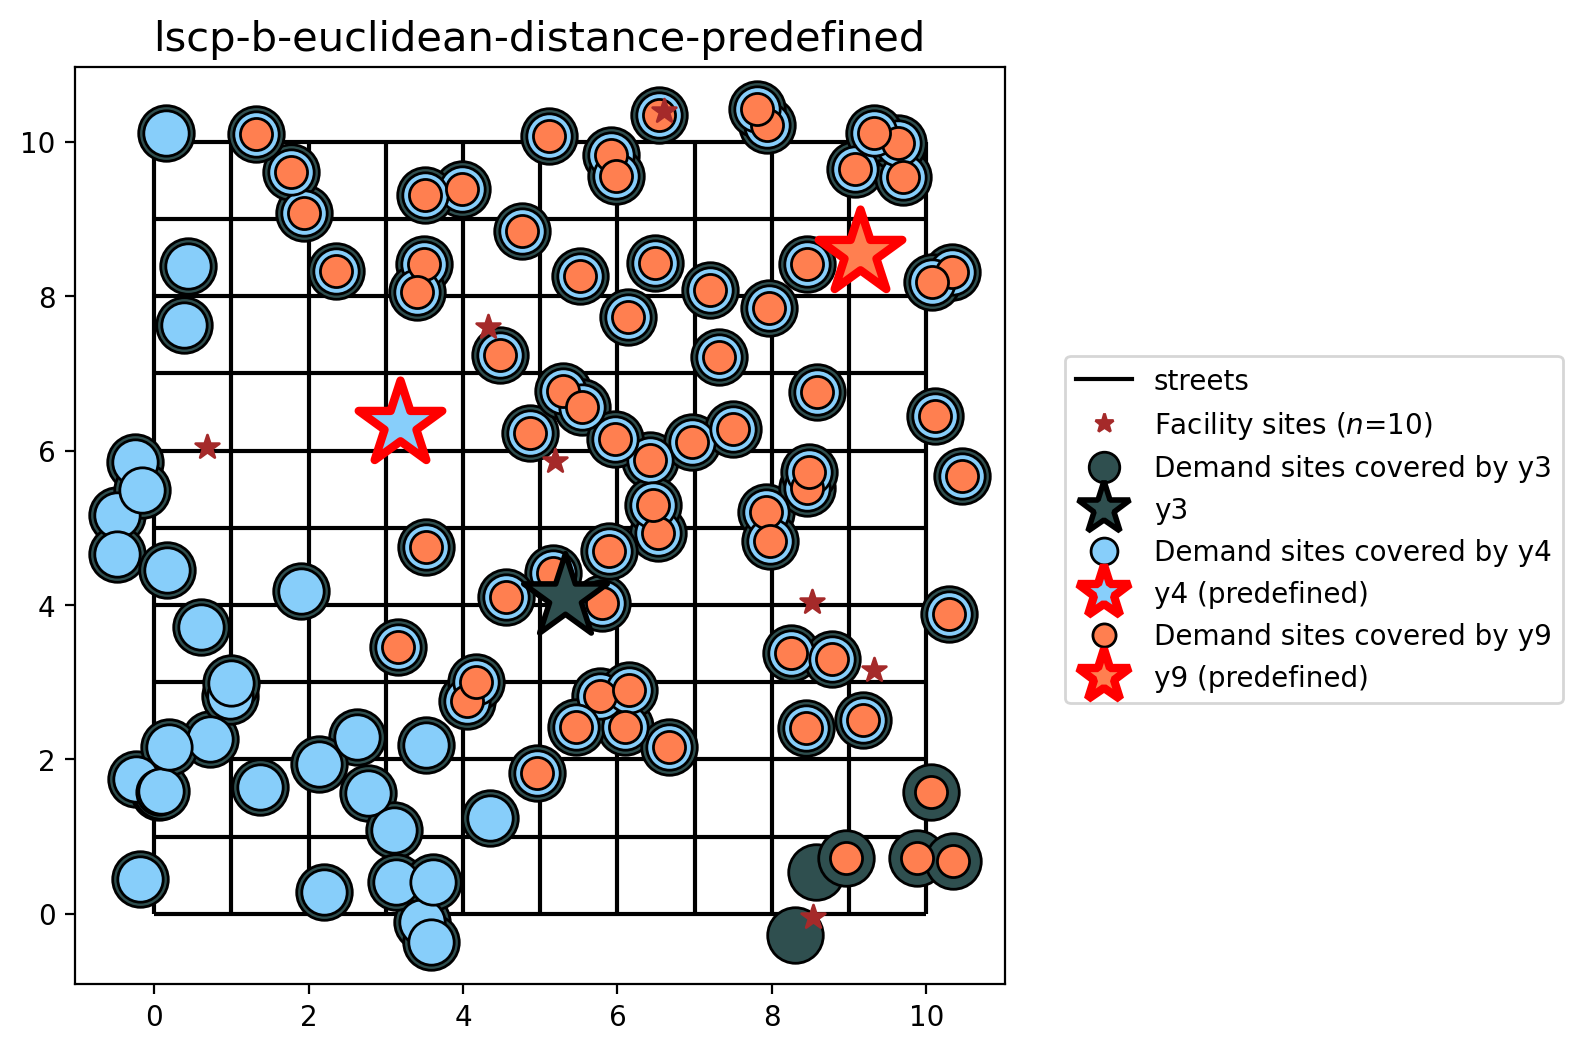 lscp-b-euclidean-distance-predefined
10
8
6
4
2
0
0 2 4 6 8 10
streets
Facility sites (n=10)
Demand sites covered by y3
y3
Demand sites covered by y4
y4 (predefined)
Demand sites covered by y9
y9 (predefined)